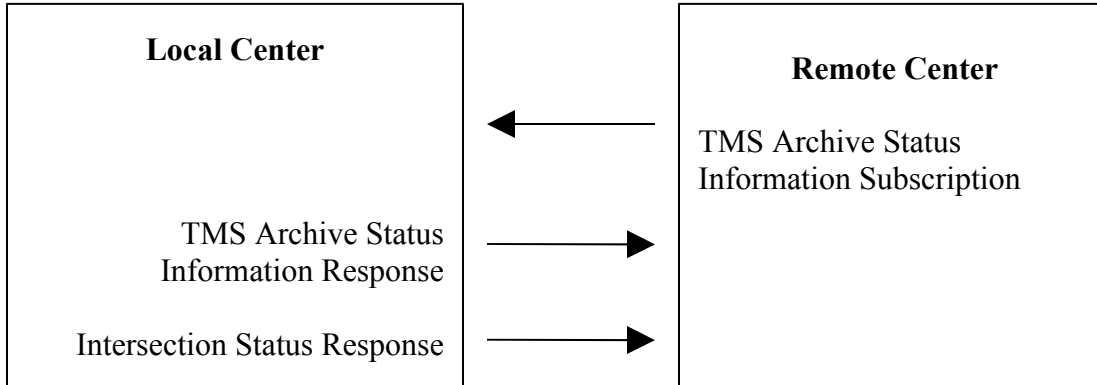 Local Center
Remote Center
TMS Archive Status
Information Subscription
TMS Archive Status
Information Response
Intersection Status Response